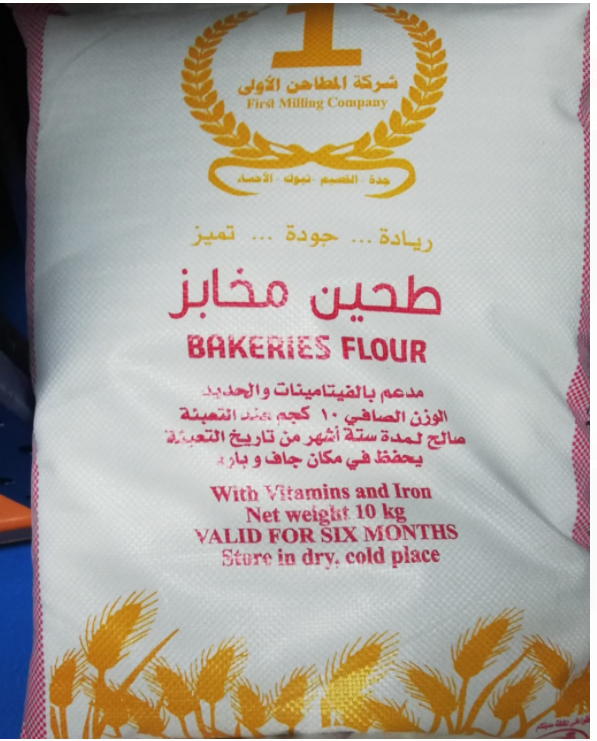 1
شركة المطاحن الأولى
First Milling Company
جدة - القصيم - تبوك - الأحساء
ريادة ... جودة ... تميز
طحين مخابز
BAKERIES FLOUR
مدعم بالفيتامينات والحديد
الوزن الصافي ١٠ كجم عند التعبئة
صالح لمدة ستة أشهر من تاريخ التعبئة
يحفظ في مكان جاف و بارد
With Vitamins and Iron
Net weight 10 kg
VALID FOR SIX MONTHS
Store in dry, cold place